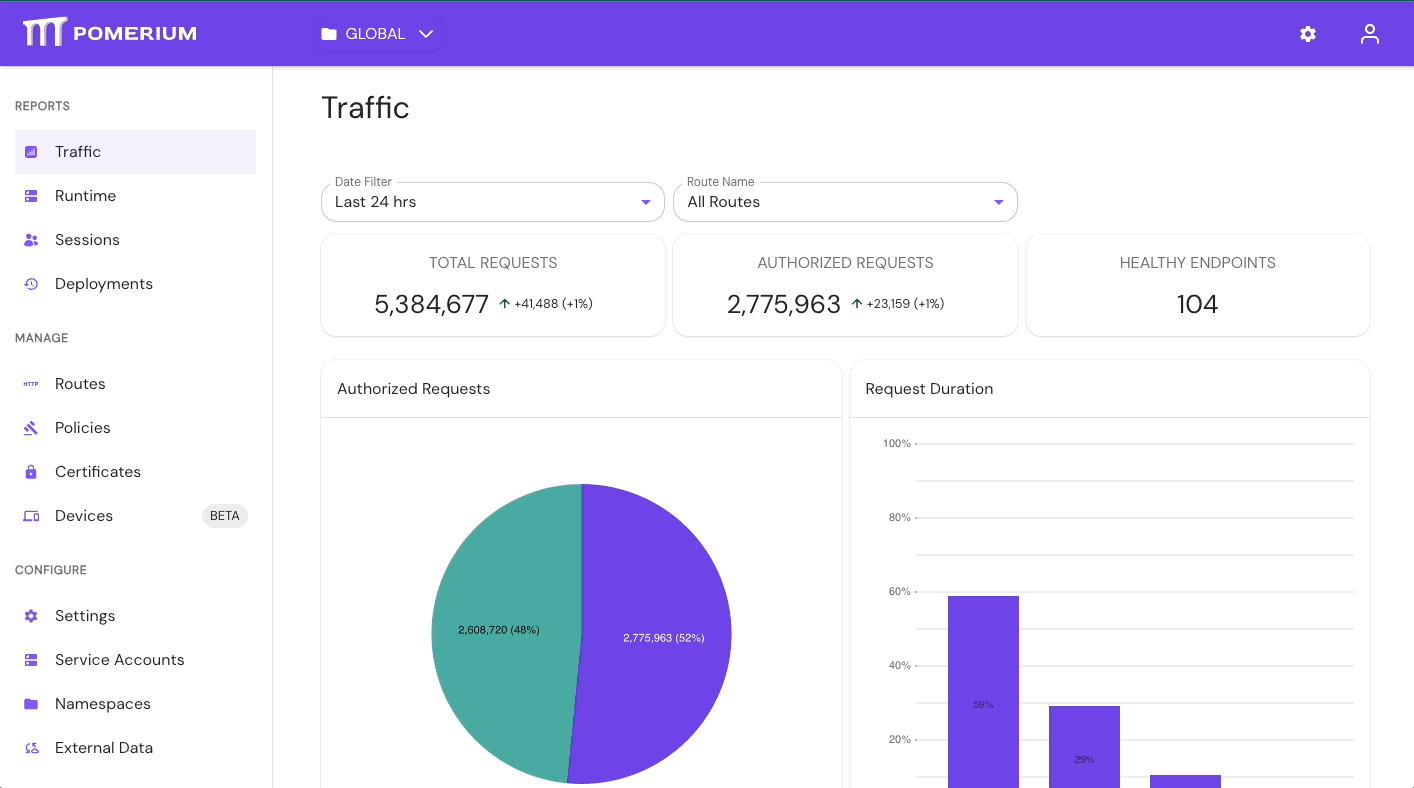 POMERIUM
GLOBAL
REPORTS
Traffic
Runtime
Sessions
Deployments
MANAGE
HTTP
Routes
Policies
Certificates
Devices
BETA
CONFIGURE
Settings
Service Accounts
Namespaces
External Data
Traffic
Date Filter
Last 24 hrs
Route Name
All Routes
TOTAL REQUESTS
5,384,677 +41,488 (+1%)
AUTHORIZED REQUESTS
2,775,963 +23,159 (+1%)
HEALTHY ENDPOINTS
104
Authorized Requests
2,608,720 (48%)
2,775,963 (52%)
Request Duration
100%
80%
60%
40%
20%
59%
29%